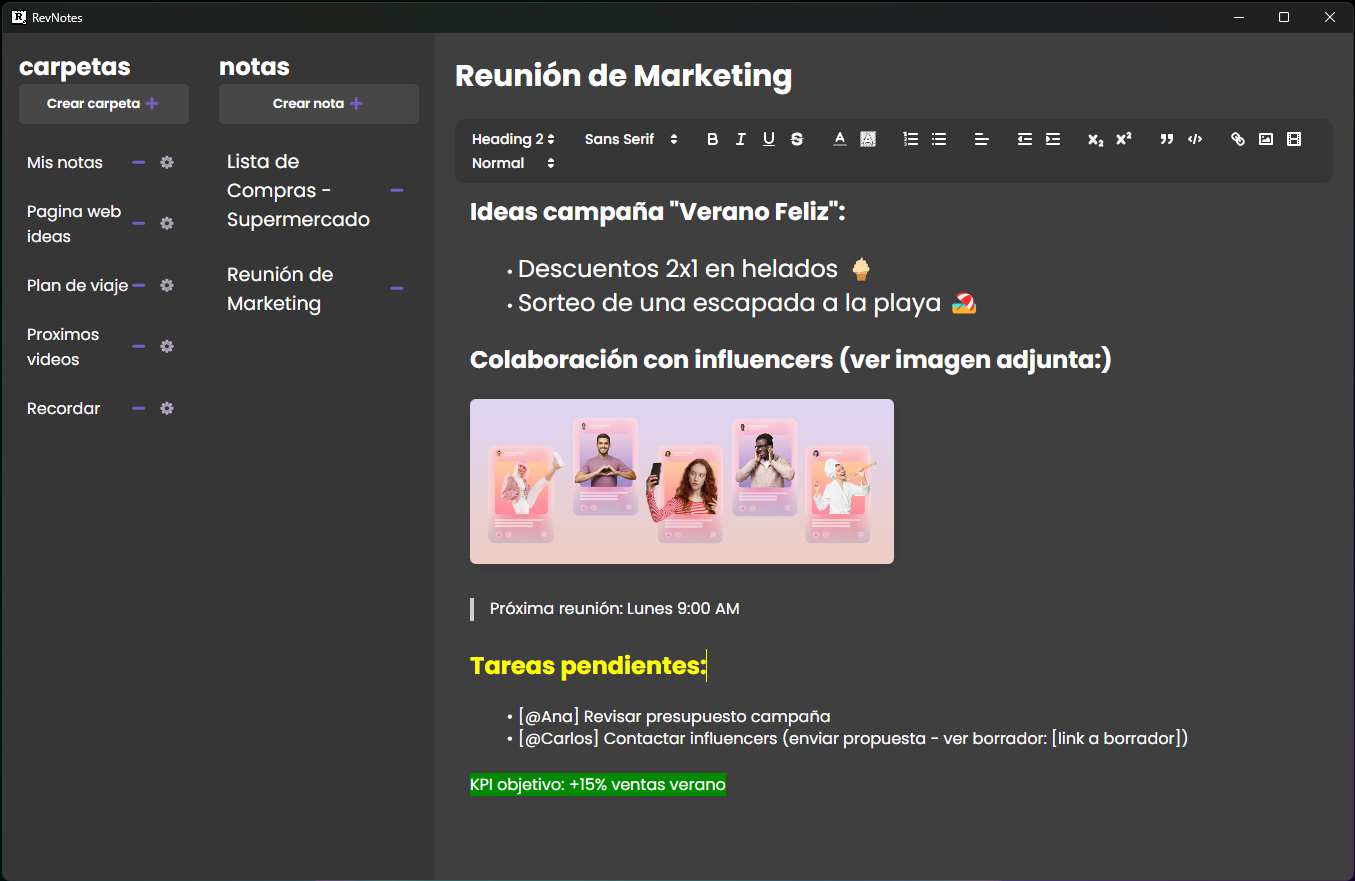 RevNotes
carpetas
Crear carpeta +
Mis notas
Pagina web
ideas
Plan de viaje
Proximos
videos
Recordar
notas
Crear nota +
Lista de
Compras -
Supermercado
Reunión de
Marketing
Reunión de Marketing
Heading 2 Sans Serif B I U S A A
Normal
Ideas campaña "Verano Feliz":
• Descuentos 2x1 en helados 🍦
• Sorteo de una escapada a la playa 🏖️
Colaboración con influencers (ver imagen adjunta:)
Próxima reunión: Lunes 9:00 AM
Tareas pendientes:
• [@Ana] Revisar presupuesto campaña
• [@Carlos] Contactar influencers (enviar propuesta - ver borrador: [link a borrador])
KPI objetivo: +15% ventas verano